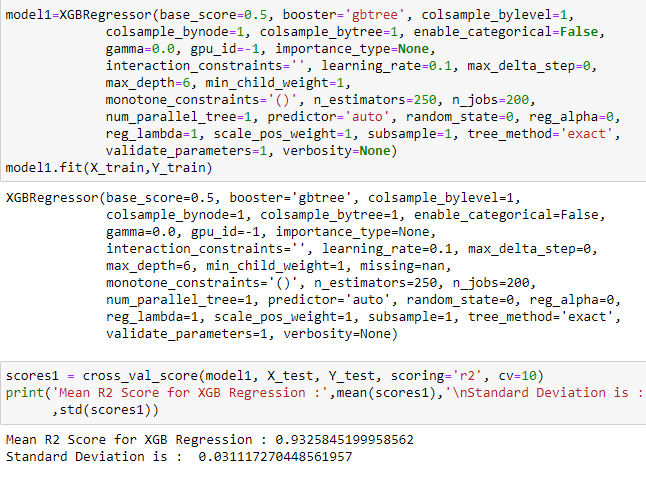 model1=XGBRegressor(base_score=0.5, booster='gbtree', colsample_bylevel=1,
colsample_bynode=1, colsample_bytree=1, enable_categorical=False,
gamma=0.0, gpu_id=-1, importance_type=None,
interaction_constraints='', learning_rate=0.1, max_delta_step=0,
max_depth=6, min_child_weight=1,
monotone_constraints='()', n_estimators=250, n_jobs=200,
num_parallel_tree=1, predictor='auto', random_state=0, reg_alpha=0,
reg_lambda=1, scale_pos_weight=1, subsample=1, tree_method='exact',
validate_parameters=1, verbosity=None)
model1.fit(X_train,Y_train)
XGBRegressor(base_score=0.5, booster='gbtree', colsample_bylevel=1,
colsample_bynode=1, colsample_bytree=1, enable_categorical=False,
gamma=0.0, gpu_id=-1, importance_type=None,
interaction_constraints='', learning_rate=0.1, max_delta_step=0,
max_depth=6, min_child_weight=1, missing=nan,
monotone_constraints='()', n_estimators=250, n_jobs=200,
num_parallel_tree=1, predictor='auto', random_state=0, reg_alpha=0,
reg_lambda=1, scale_pos_weight=1, subsample=1, tree_method='exact',
validate_parameters=1, verbosity=None)
scores1 = cross_val_score(model1, X_test, Y_test, scoring='r2', cv=10)
print('Mean R2 Score for XGB Regression :',mean(scores1),'\nStandard Deviation is :
,std(scores1))
Mean R2 Score for XGB Regression : 0.9325845199958562
Standard Deviation is :  0.031117270448561957